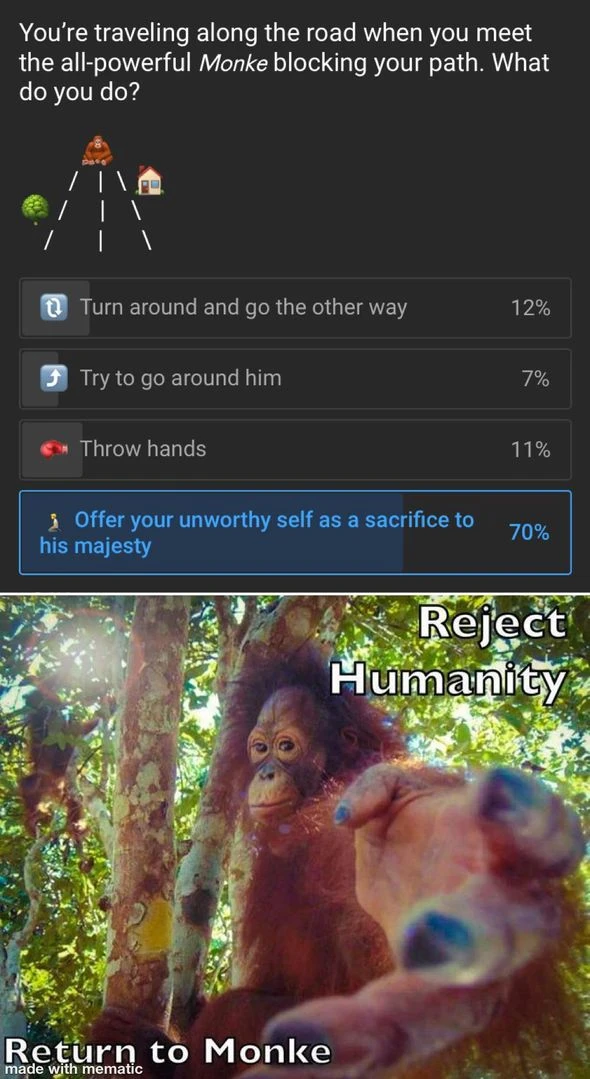 You’re traveling along the road when you meet
the all-powerful Monke blocking your path. What
do you do?
Turn around and go the other way 12%
Try to go around him 7%
Throw hands 11%
Offer your unworthy self as a sacrifice to
his majesty 70%
Reject
Humanity
Return to Monke
made with mematic